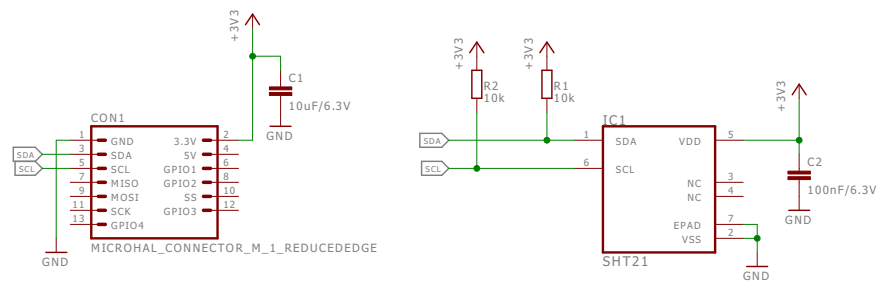 +3V3
C1
10uF/6.3V
GND
CON1
1 GND 3.3V 2
SDA 3 SDA 5V 4
SCL 5 SCL GPIO1 6
7 MISO GPIO2 8
9 MOSI SS 10
11 SCK GPIO3 12
13 GPIO4
MICROHAL_CONNECTOR_M_1_REDUCEDEDGE
GND
+3V3
+3V3
R2
10k
R1
10k
+3V3
IC1
SDA 1 SDA VDD 5
SCL 6 SCL
NC 3
NC 4
EPAD 7
VSS 2
SHT21
C2
100nF/6.3V
GND
GND